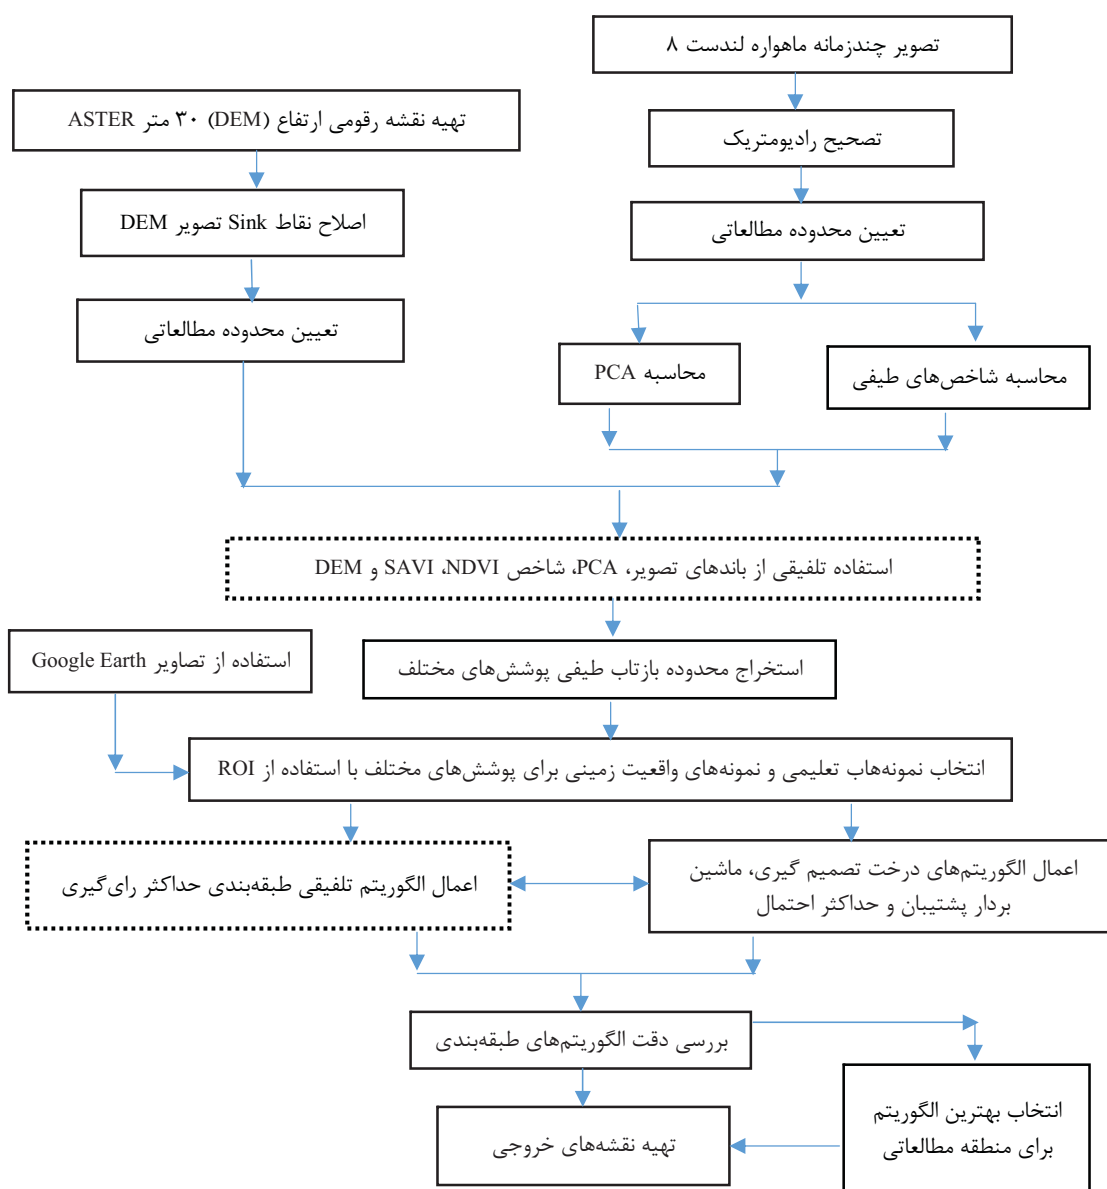 تصویر چندزمانه ماهواره لندست ۸
تهیه نقشه رقومی ارتفاع (DEM) ۳۰ متر ASTER
تصحیح رادیومتریک
اصلاح نقاط Sink تصویر DEM
تعیین محدوده مطالعاتی
تعیین محدوده مطالعاتی
محاسبه شاخص‌های طیفی
محاسبه PCA
استفاده تلفیقی از باندهای تصویر، PCA، شاخص NDVI، SAVI و DEM
استفاده از تصاویر Google Earth
استخراج محدوده بازتاب طیفی پوشش‌های مختلف
انتخاب نمونه‌هاب تعلیمی و نمونه‌های واقعیت زمینی برای پوشش‌های مختلف با استفاده از ROI
اعمال الگوریتم‌های درخت تصمیم گیری، ماشین
بردار پشتیبان و حداکثر احتمال
اعمال الگوریتم تلفیقی طبقه‌بندی حداکثر رای‌گیری
بررسی دقت الگوریتم‌های طبقه‌بندی
انتخاب بهترین الگوریتم
برای منطقه مطالعاتی
تهیه نقشه‌های خروجی